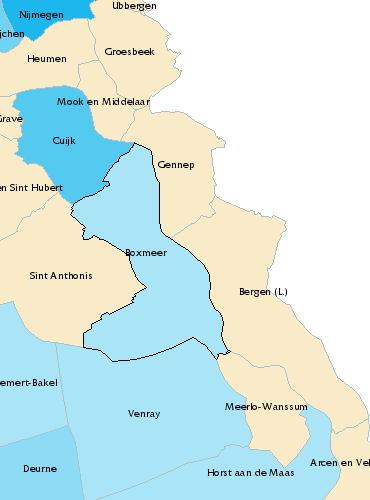 Ubbergen
Nijmegen
jchen
Groesbeek
Heumen
Mook en Middelaar
Grave
Cuijk
Gennep
en Sint Hubert
Boxmeer
Sint Anthonis
Bergen (L.)
emert-Bakel
Meerlo-Wanssum
Venray
Arcen en Vel
Deurne
Horst aan de Maas